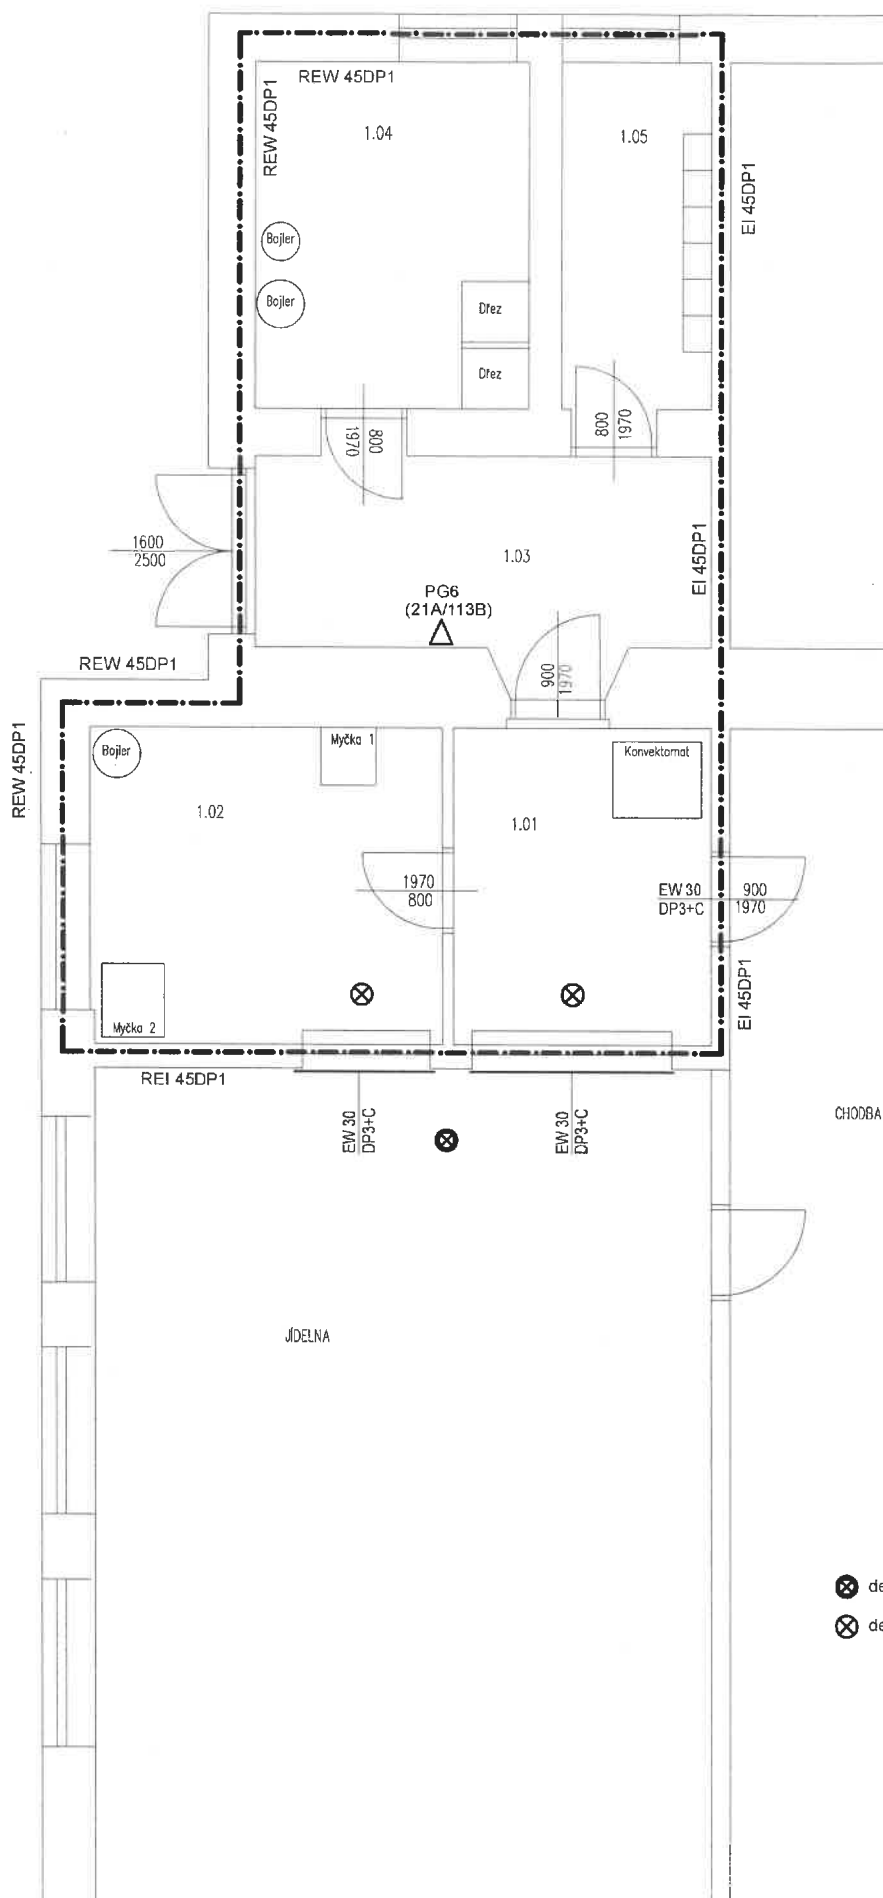 REW 45DP1
REW 45DP1
1.04
1.05
EI 45DP1
Bojler
Bojler
Dřez
Dřez
800
1970
800
1970
1600
2500
1.03
EI 45DP1
PG6
(21A/113B)
900
1970
REW 45DP1
REW 45DP1
Bojler
Myčka 1
Konvektomat
1.02
1.01
1970
800
EW 30
DP3+C
900
1970
EI 45DP1
Myčka 2
REI 45DP1
EW 30
DP3+C
EW 30
DP3+C
CHODBA
JÍDELNA
de
de